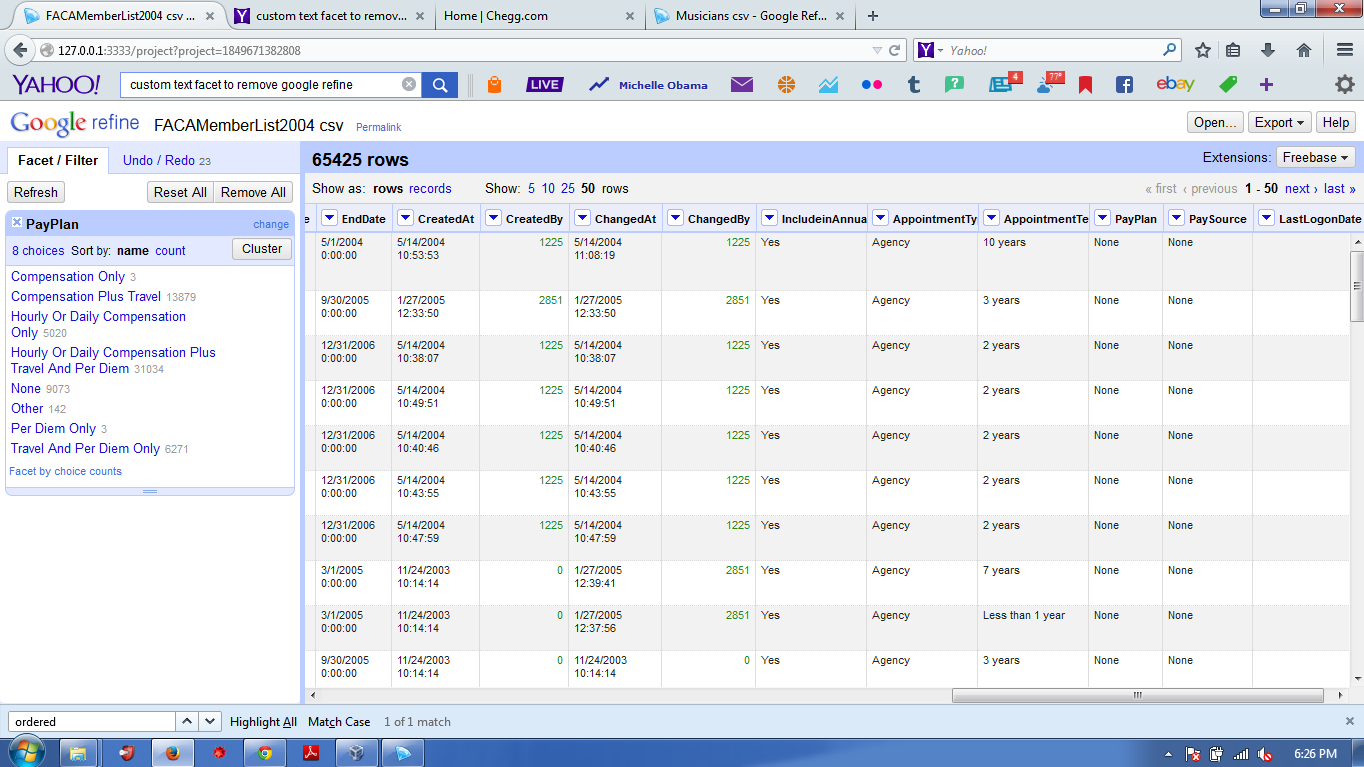 FACAMemberList2004 csv ...
custom text facet to remov...
Home | Chegg.com
Musicians csv - Google Ref...
127.0.0.1:3333/project?project=1849671382808
Yahoo!
YAHOO!
custom text facet to remove google refine
LIVE
Michelle Obama
4
77°
ebay
Google refine
FACAMemberList2004 csv
Permalink
Open...
Export
Help
Facet / Filter
Undo / Redo 23
65425 rows
Extensions:
Freebase
Refresh
Reset All
Remove All
Show as: rows records
Show: 5 10 25 50 rows
« first ‹ previous 1 - 50 next › last »
PayPlan
change
8 choices Sort by: name count
Cluster
Compensation Only 3
Compensation Plus Travel 13879
Hourly Or Daily Compensation
Only 5020
Hourly Or Daily Compensation Plus
Travel And Per Diem 31034
None 9073
Other 142
Per Diem Only 3
Travel And Per Diem Only 6271
Facet by choice counts
e EndDate CreatedAt CreatedBy ChangedAt ChangedBy IncludeinAnnua AppointmentTy AppointmentTe PayPlan PaySource LastLogonDate
5/1/2004 5/14/2004 1225 5/14/2004 1225 Yes Agency 10 years None None
0:00:00 10:53:53 11:08:19
9/30/2005 1/27/2005 2851 1/27/2005 2851 Yes Agency 3 years None None
0:00:00 12:33:50 12:33:50
12/31/2006 5/14/2004 1225 5/14/2004 1225 Yes Agency 2 years None None
0:00:00 10:38:07 10:38:07
12/31/2006 5/14/2004 1225 5/14/2004 1225 Yes Agency 2 years None None
0:00:00 10:49:51 10:49:51
12/31/2006 5/14/2004 1225 5/14/2004 1225 Yes Agency 2 years None None
0:00:00 10:40:46 10:40:46
12/31/2006 5/14/2004 1225 5/14/2004 1225 Yes Agency 2 years None None
0:00:00 10:43:55 10:43:55
12/31/2006 5/14/2004 1225 5/14/2004 1225 Yes Agency 2 years None None
0:00:00 10:47:59 10:47:59
3/1/2005 11/24/2003 0 1/27/2005 2851 Yes Agency 7 years None None
0:00:00 10:14:14 12:39:41
3/1/2005 11/24/2003 0 1/27/2005 2851 Yes Agency Less than 1 year None None
0:00:00 10:14:14 12:37:56
9/30/2005 11/24/2003 0 11/24/2003 0 Yes Agency 3 years None None
0:00:00 10:14:14 10:14:14
ordered
Highlight All
Match Case
1 of 1 match
6:26 PM